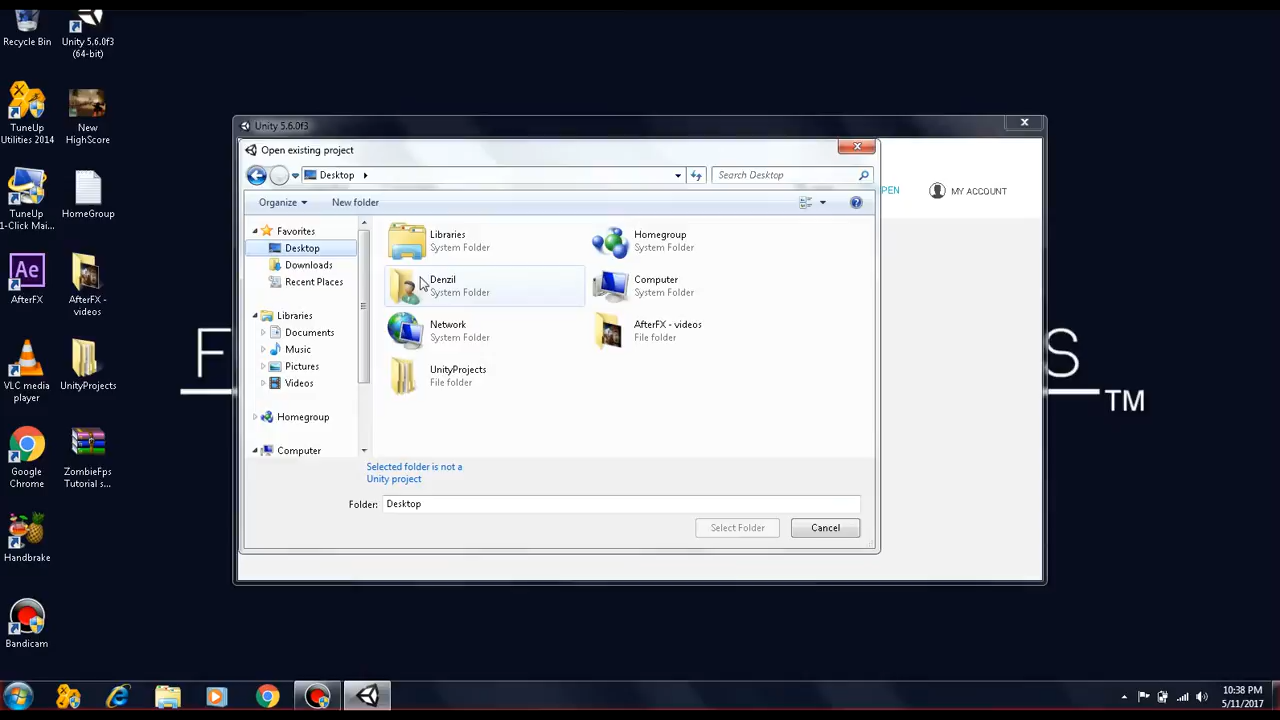 Recycle Bin
Unity 5.6.0f3
(64-bit)
TuneUp
Utilities 2014
New
HighScore
TuneUp
1-Click Mai...
HomeGroup
AfterFX
AfterFX -
videos
VLC media
player
UnityProjects
Google
Chrome
ZombieFps
Tutorial s...
Handbrake
Bandicam
Unity 5.6.0f3
Open existing project
Desktop
Search Desktop
PEN
MY ACCOUNT
Organize
New folder
Favorites
Desktop
Downloads
Recent Places
Libraries
Documents
Music
Pictures
Videos
Homegroup
Computer
Libraries
System Folder
Homegroup
System Folder
Denzil
System Folder
Computer
System Folder
Network
System Folder
AfterFX - videos
File folder
UnityProjects
File folder
Selected folder is not a
Unity project
Folder: Desktop
Select Folder
Cancel
Ae
F
S
TM
10:38 PM
5/11/2017